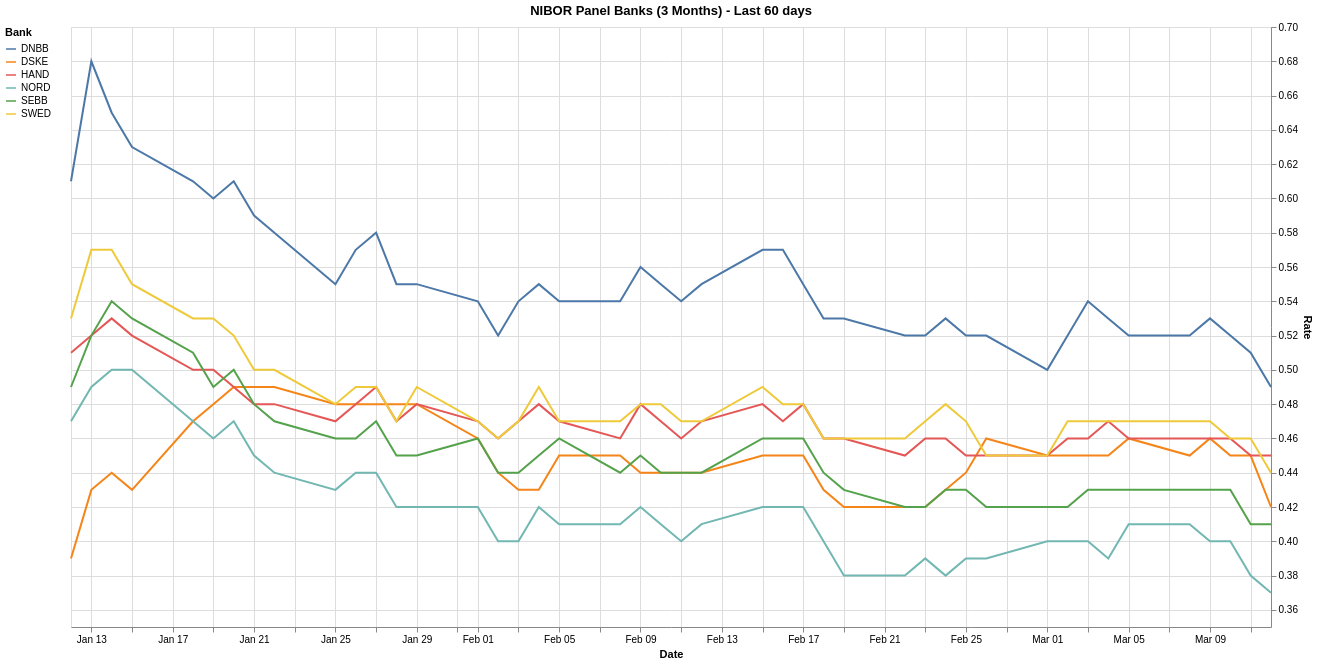 NIBOR Panel Banks (3 Months) - Last 60 days
Bank
DNBB
DSKE
HAND
NORD
SEBB
SWED
0.70
0.68
0.66
0.64
0.62
0.60
0.58
0.56
0.54
0.52
0.50
0.48
0.46
0.44
0.42
0.40
0.38
0.36
Rate
Jan 13 Jan 17 Jan 21 Jan 25 Jan 29 Feb 01 Feb 05 Feb 09 Feb 13 Feb 17 Feb 21 Feb 25 Mar 01 Mar 05 Mar 09
Date